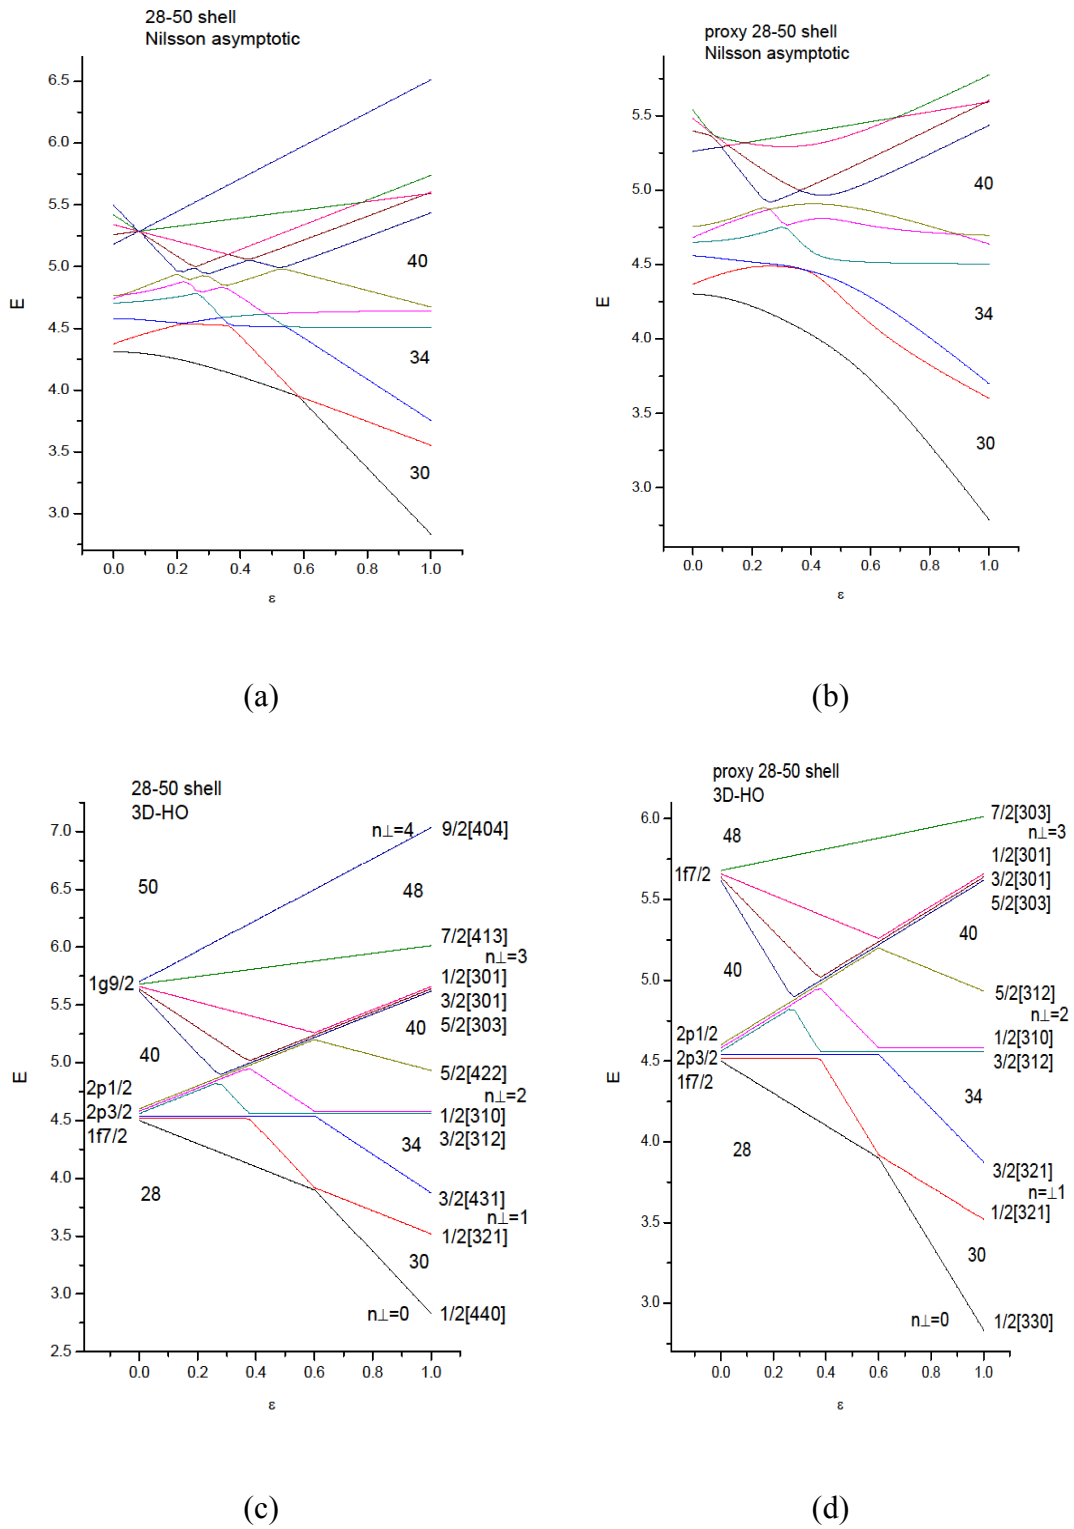 28-50 shell
Nilsson asymptotic
6.5
6.0
5.5
5.0
4.5
4.0
3.5
3.0
E
40
34
30
0.0 0.2 0.4 0.6 0.8 1.0
ε
(a)
proxy 28-50 shell
Nilsson asymptotic
5.5
5.0
4.5
4.0
3.5
3.0
E
40
34
30
0.0 0.2 0.4 0.6 0.8 1.0
ε
(b)
28-50 shell
3D-HO
7.0
6.5
6.0
5.5
5.0
4.5
4.0
3.5
3.0
2.5
E
n⊥=4 9/2[404]
50 48
7/2[413]
n⊥=3
1g9/2 1/2[301]
3/2[301]
40 5/2[303]
40
5/2[422]
2p1/2 n⊥=2
2p3/2 1/2[310]
1f7/2 34 3/2[312]
28 3/2[431]
n⊥=1
1/2[321]
30
n⊥=0 1/2[440]
0.0 0.2 0.4 0.6 0.8 1.0
ε
(c)
proxy 28-50 shell
3D-HO
6.0
5.5
5.0
4.5
4.0
3.5
3.0
E
48 7/2[303]
n⊥=3
1f7/2 1/2[301]
3/2[301]
5/2[303]
40
40
5/2[312]
n⊥=2
2p1/2 1/2[310]
2p3/2 3/2[312]
1f7/2
34
28
3/2[321]
n=⊥1
1/2[321]
30
n⊥=0 1/2[330]
0.0 0.2 0.4 0.6 0.8 1.0
ε
(d)